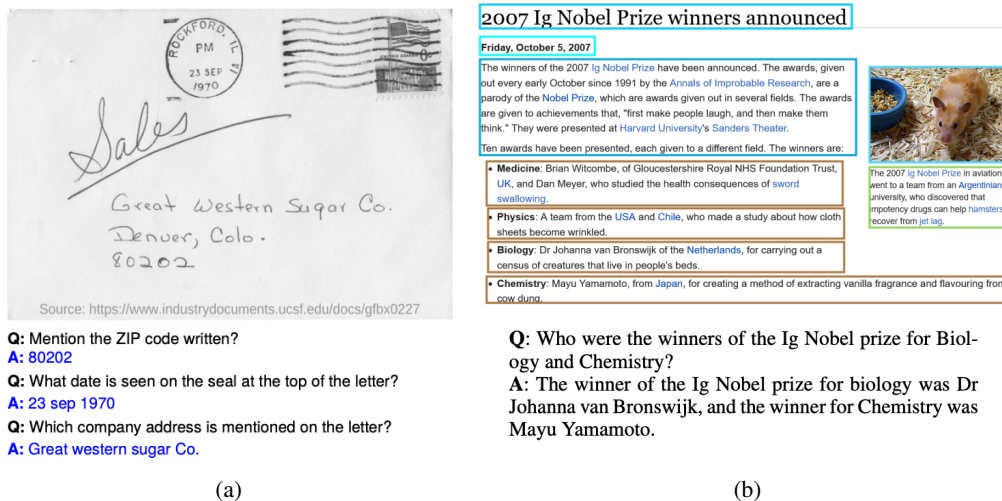 ROCKFORD, IL
PM
23 SEP
1970
Sales
Great Western Sugar Co.
Denver, Colo.
80202
Source: https://www.industrydocuments.ucsf.edu/docs/gfbx0227
Q: Mention the ZIP code written?
A: 80202
Q: What date is seen on the seal at the top of the letter?
A: 23 sep 1970
Q: Which company address is mentioned on the letter?
A: Great western sugar Co.
(a)
2007 Ig Nobel Prize winners announced
Friday, October 5, 2007
The winners of the 2007 Ig Nobel Prize have been announced. The awards, given
out every early October since 1991 by the Annals of Improbable Research, are a
parody of the Nobel Prize, which are awards given out in several fields. The awards
are given to achievements that, "first make people laugh, and then make them
think." They were presented at Harvard University's Sanders Theater.
Ten awards have been presented, each given to a different field. The winners are:
• Medicine: Brian Witcombe, of Gloucestershire Royal NHS Foundation Trust,
UK, and Dan Meyer, who studied the health consequences of sword
swallowing.
• Physics: A team from the USA and Chile, who made a study about how cloth
sheets become wrinkled.
• Biology: Dr Johanna van Bronswijk of the Netherlands, for carrying out a
census of creatures that live in people's beds.
• Chemistry: Mayu Yamamoto, from Japan, for creating a method of extracting vanilla fragrance and flavouring from
cow dung.
The 2007 Ig Nobel Prize in aviation
went to a team from an Argentinian
university, who discovered that
impotency drugs can help hamsters
recover from jet lag.
Q: Who were the winners of the Ig Nobel prize for Biol-
ogy and Chemistry?
A: The winner of the Ig Nobel prize for biology was Dr
Johanna van Bronswijk, and the winner for Chemistry was
Mayu Yamamoto.
(b)